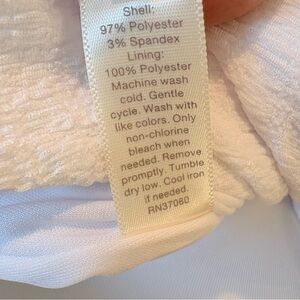 Shell:
97% Polyester
3% Spandex
Lining:
100% Polyester
Machine wash
cold. Gentle
cycle. Wash with
like colors. Only
non-chlorine
bleach when
needed. Remove
promptly. Tumble
dry low. Cool iron
if needed.
RN37080